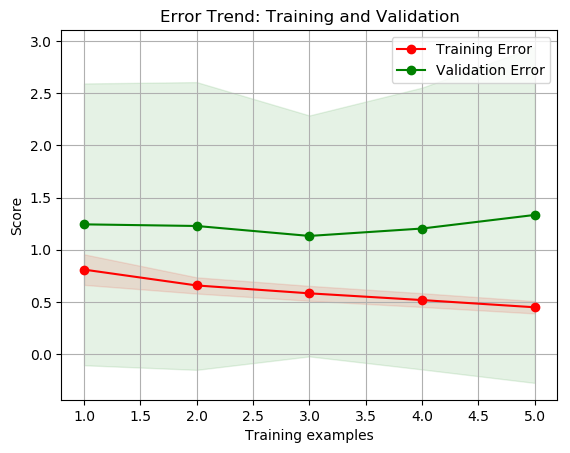 Error Trend: Training and Validation
Training Error
Validation Error
Score
3.0
2.5
2.0
1.5
1.0
0.5
0.0
1.0 1.5 2.0 2.5 3.0 3.5 4.0 4.5 5.0
Training examples